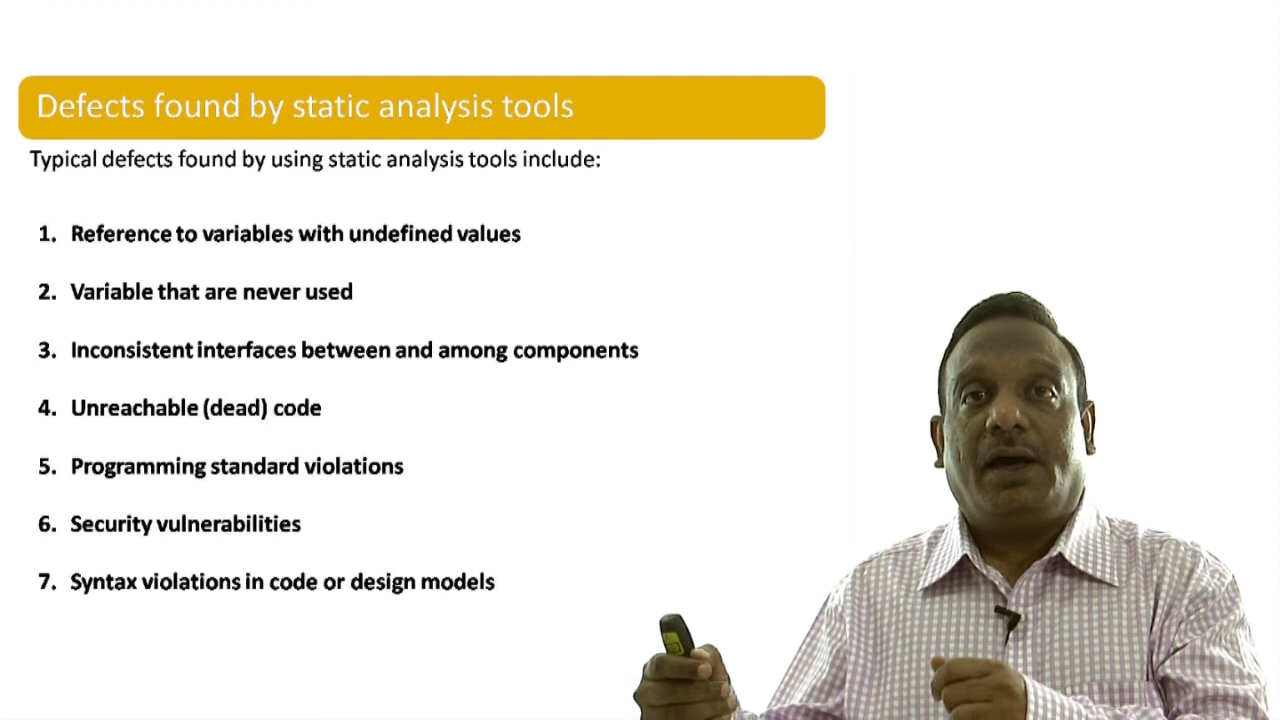 Defects found by static analysis tools
Typical defects found by using static analysis tools include:
1. Reference to variables with undefined values
2. Variable that are never used
3. Inconsistent interfaces between and among components
4. Unreachable (dead) code
5. Programming standard violations
6. Security vulnerabilities
7. Syntax violations in code or design models